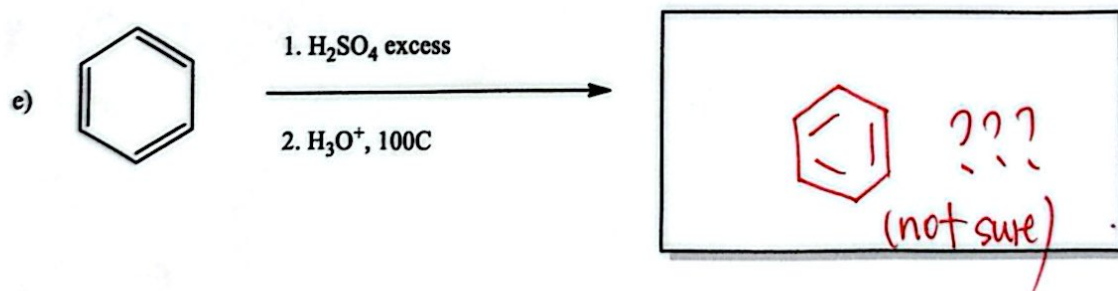 1. H₂SO₄ excess
e)
2. H₃O⁺, 100C
???
(not sure)